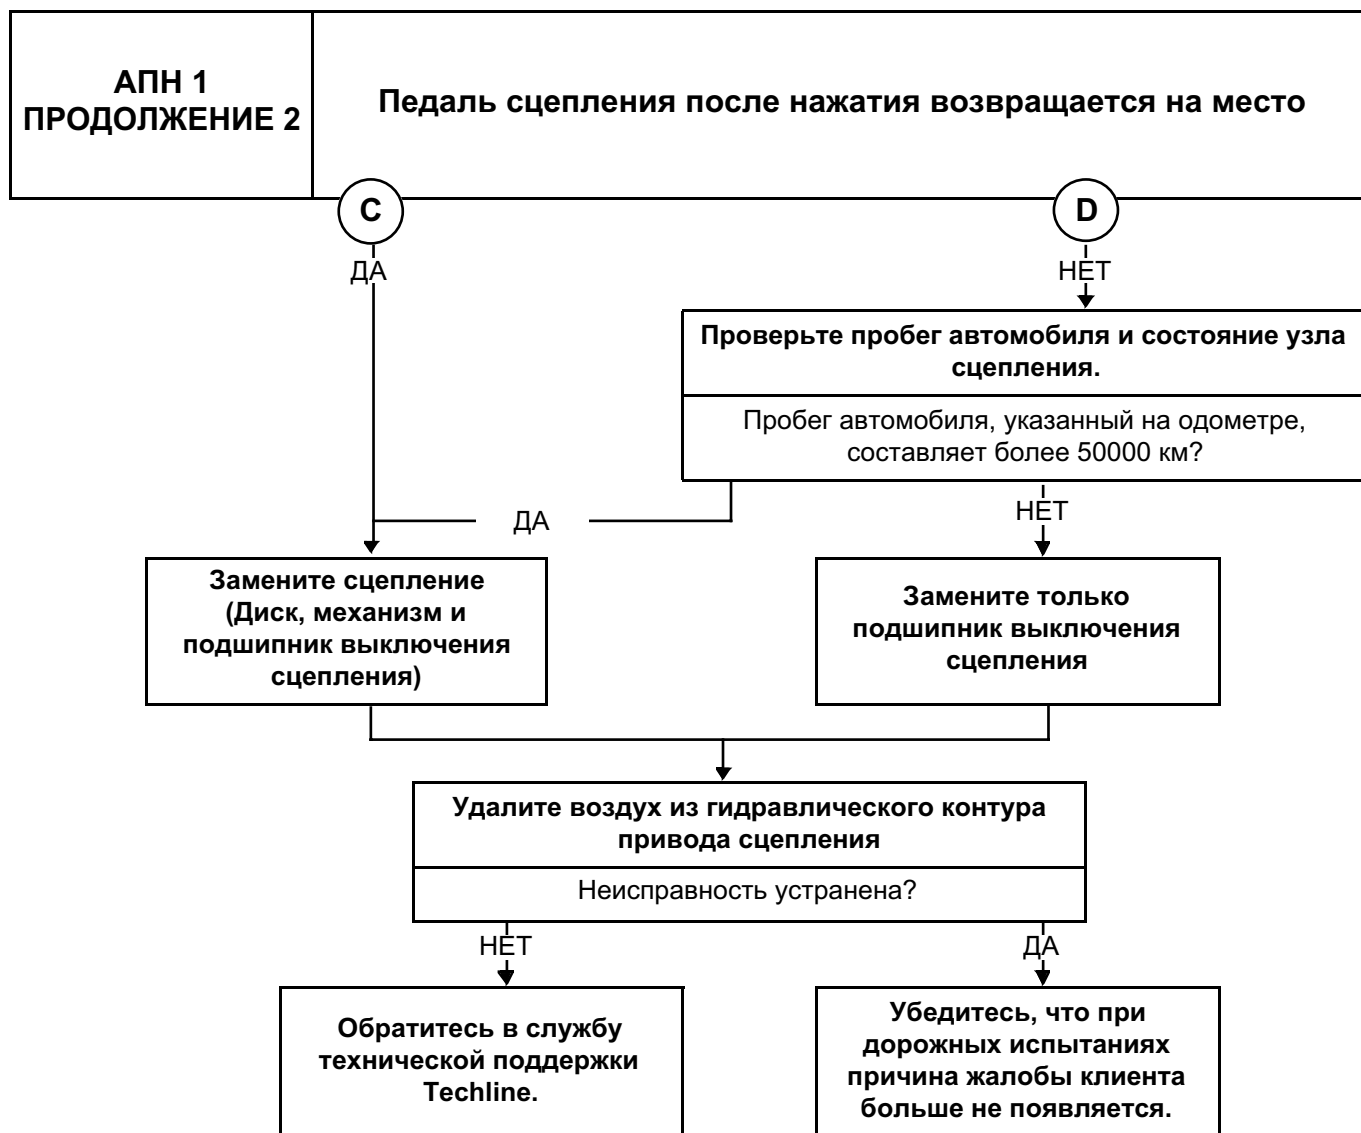 АПН 1
ПРОДОЛЖЕНИЕ 2
Педаль сцепления после нажатия возвращается на место
C
D
ДА
НЕТ
Проверьте пробег автомобиля и состояние узла
сцепления.
Пробег автомобиля, указанный на одометре,
составляет более 50000 км?
ДА
НЕТ
Замените сцепление
(Диск, механизм и
подшипник выключения
сцепления)
Замените только
подшипник выключения
сцепления
Удалите воздух из гидравлического контура
привода сцепления
Неисправность устранена?
НЕТ
ДА
Обратитесь в службу
технической поддержки
Techline.
Убедитесь, что при
дорожных испытаниях
причина жалобы клиента
больше не появляется.